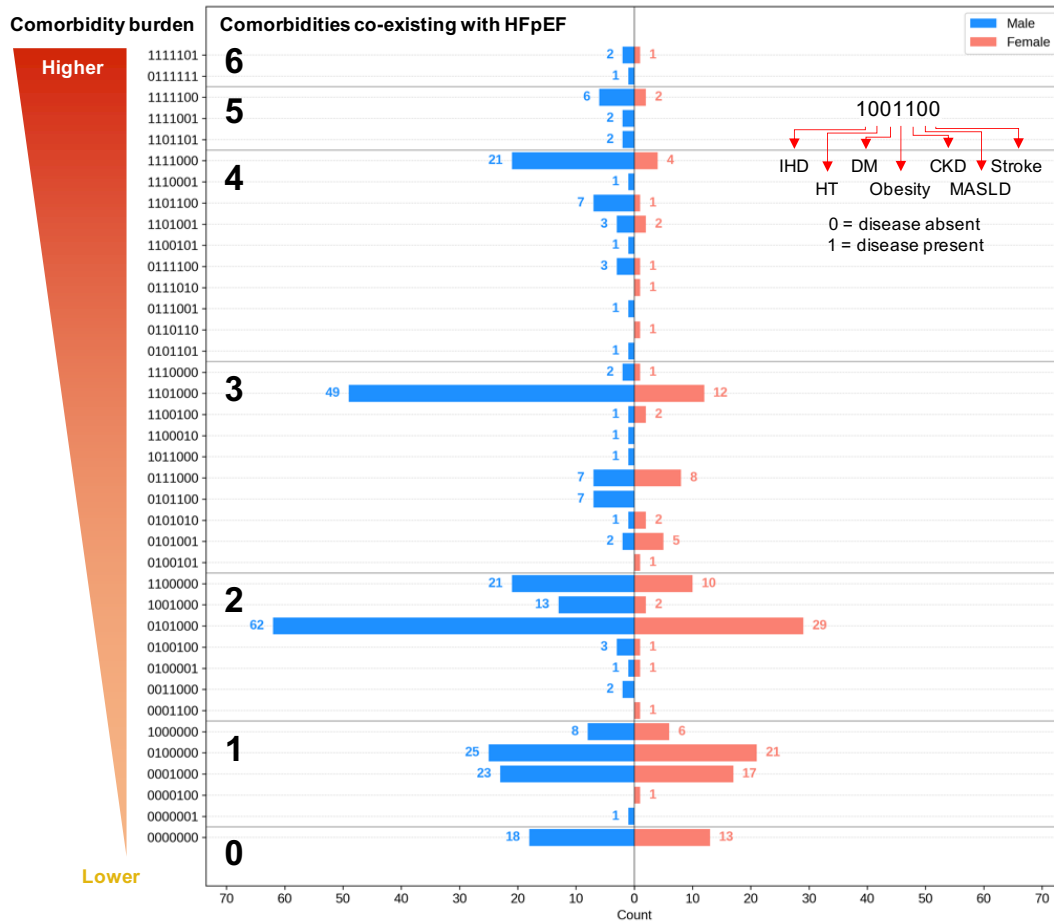 Comorbidity burden
Comorbidities co-existing with HFpEF
Male
Female
Higher
Lower
1111101 6 2 1
0111111 1
1111100 5 6 2
1111001 2
1101101 2
1111000 4 21 4
1110001 1
1101100 7 1
1101001 3 2
1100101 1
0111100 3 1
0111010 1
0111001 1
0110110 1
0101101 1
1110000 3 2 1
1101000 49 12
1100100 1 2
1100010 1
1011000 1
0111000 7 8
0101100 7
0101010 1 2
0101001 2 5
0100101 1
1100000 2 21 10
1001000 13 2
0101000 62 29
0100100 3 1
0100001 1 1
0011000 2
0001100 1
1000000 1 8 6
0100000 25 21
0001000 23 17
0000100 1
0000001 1
0000000 0 18 13
1001100
IHD DM CKD Stroke
HT Obesity MASLD
0 = disease absent
1 = disease present
70 60 50 40 30 20 10 0 10 20 30 40 50 60 70
Count